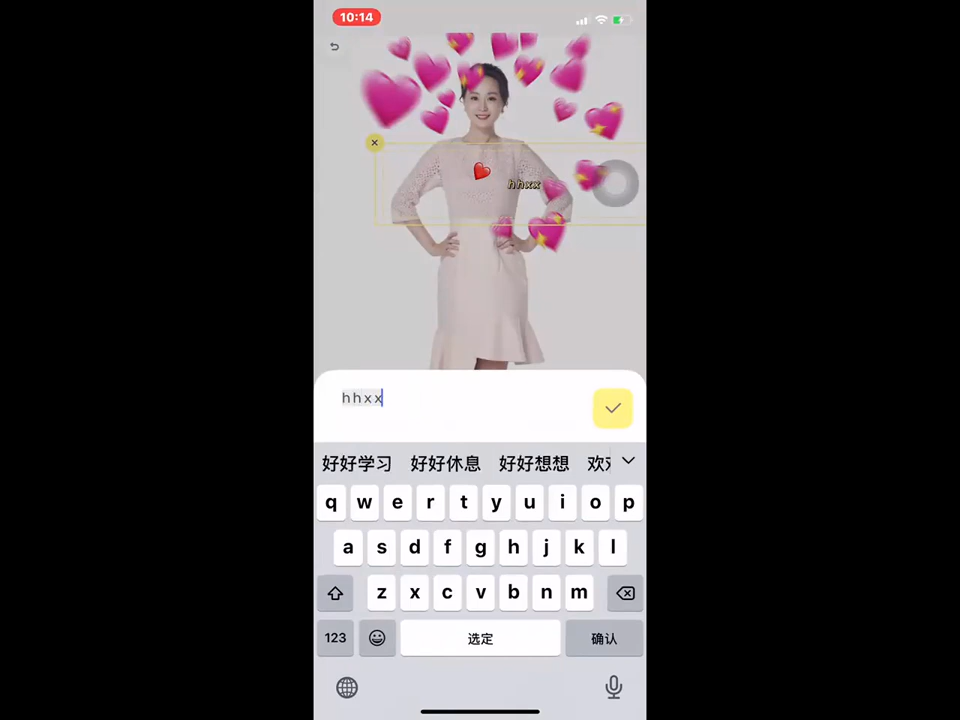 10:14
hhxx
hhxx
好好学习 好好休息 好好想想
q w e r t y u i o p
a s d f g h j k l
z x c v b n m
123 选定 确认